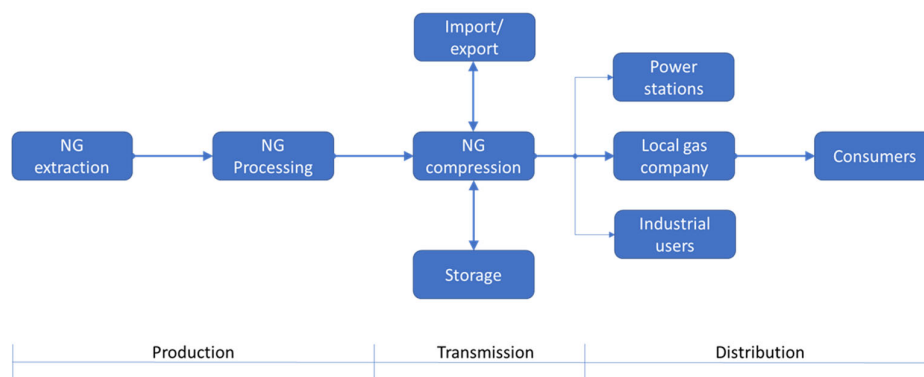 Import/
export
Power
stations
NG
extraction
NG
Processing
NG
compression
Local gas
company
Consumers
Industrial
users
Storage
Production
Transmission
Distribution